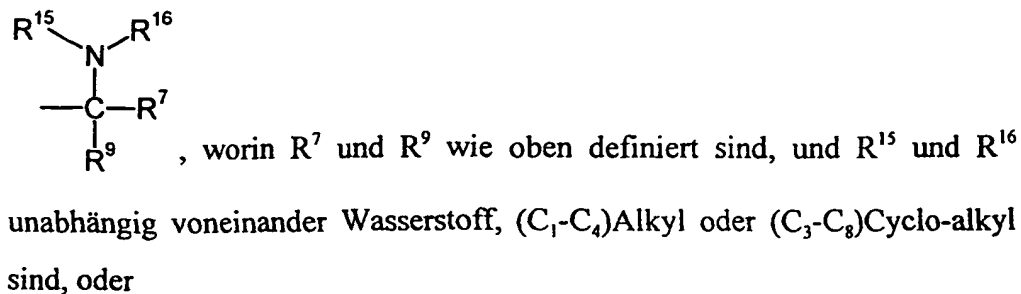 R¹⁵ R¹⁶
N
—C—R⁷
R⁹ , worin R⁷ und R⁹ wie oben definiert sind, und R¹⁵ und R¹⁶
unabhängig voneinander Wasserstoff, (C₁-C₄)Alkyl oder (C₃-C₈)Cyclo-alkyl
sind, oder